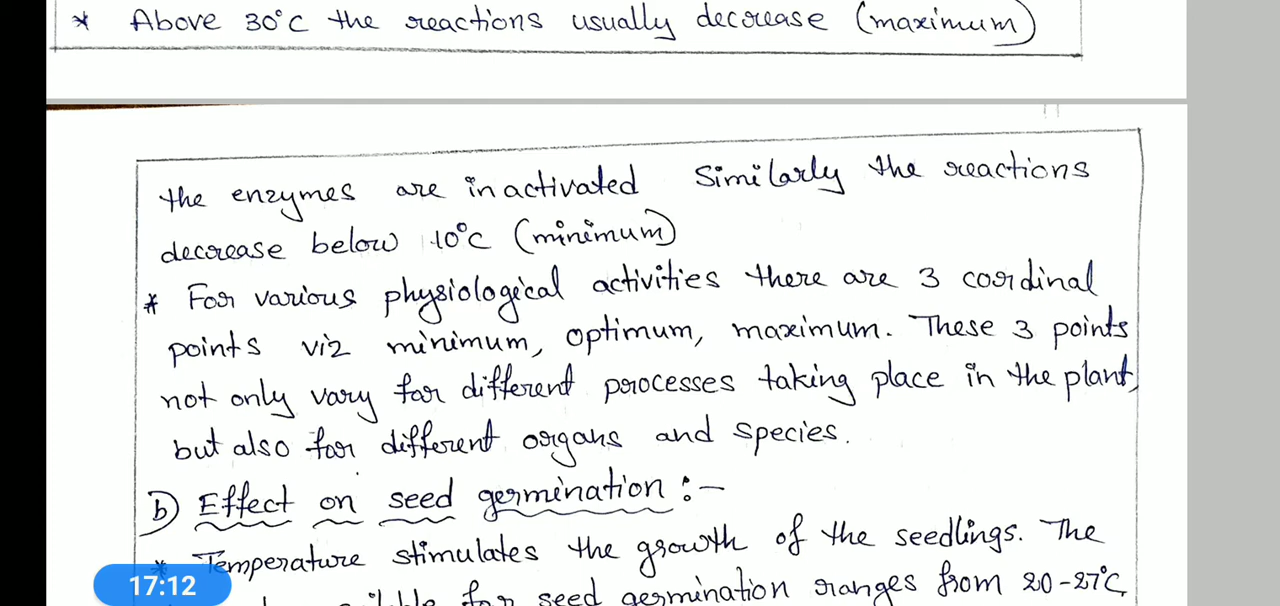 * Above 30°C the reactions usually decrease (maximum)
the enzymes are inactivated Similarly the reactions
decrease below 10°C (minimum)
* For various physiological activities there are 3 cordinal
points viz minimum, optimum, maximum. These 3 points
not only vary for different processes taking place in the plant,
but also for different organs and species.
b) Effect on seed germination :-
* Temperature stimulates the growth of the seedlings. The
for seed germination ranges from 20-27°C
17:12